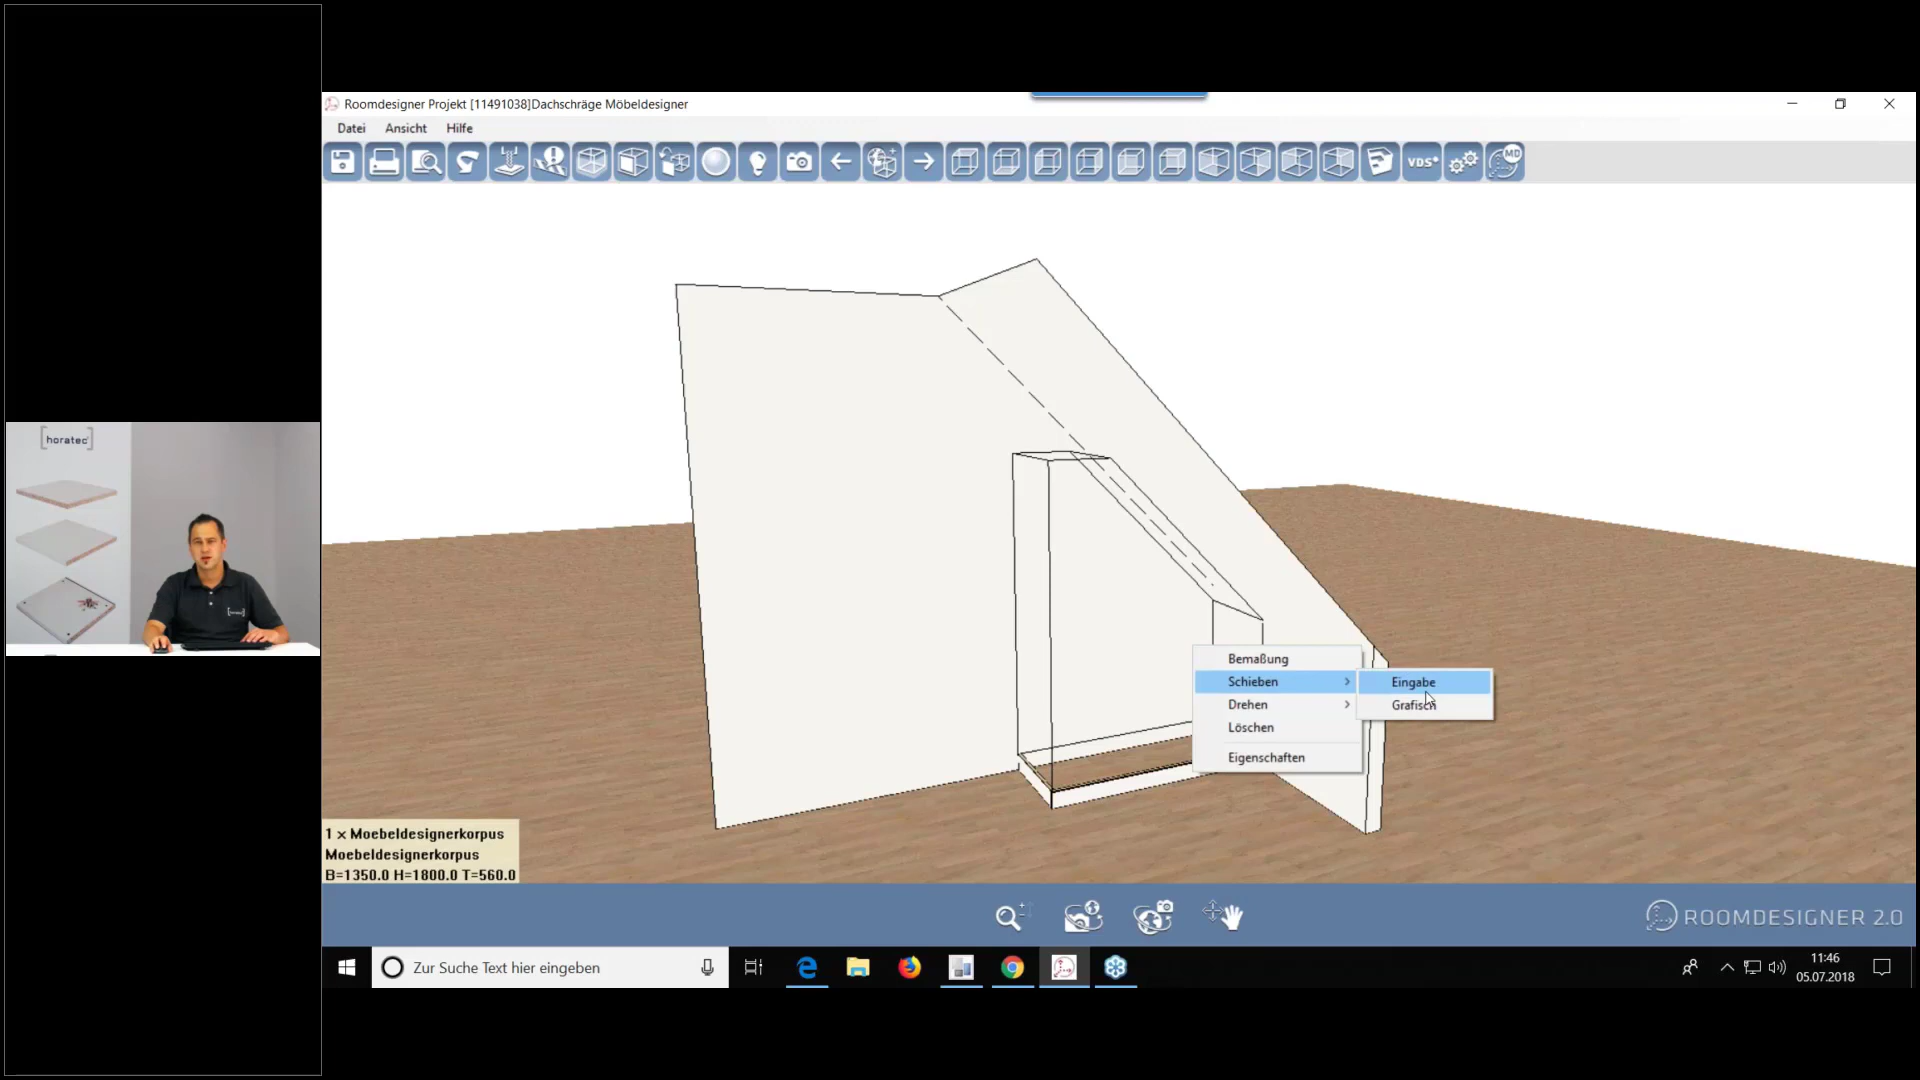 Roomdesigner Projekt [11491038]Dachschräge Möbeldesigner
Datei Ansicht Hilfe
VDS+
MD
[horatec]
Bemaßung
Schieben
Drehen
Löschen
Eigenschaften
Eingabe
Grafisch
1 x Moebeldesignerkorpus
Moebeldesignerkorpus
B=1350.0 H=1800.0 T=560.0
ROOMDESIGNER 2.0
Zur Suche Text hier eingeben
11:46
05.07.2018